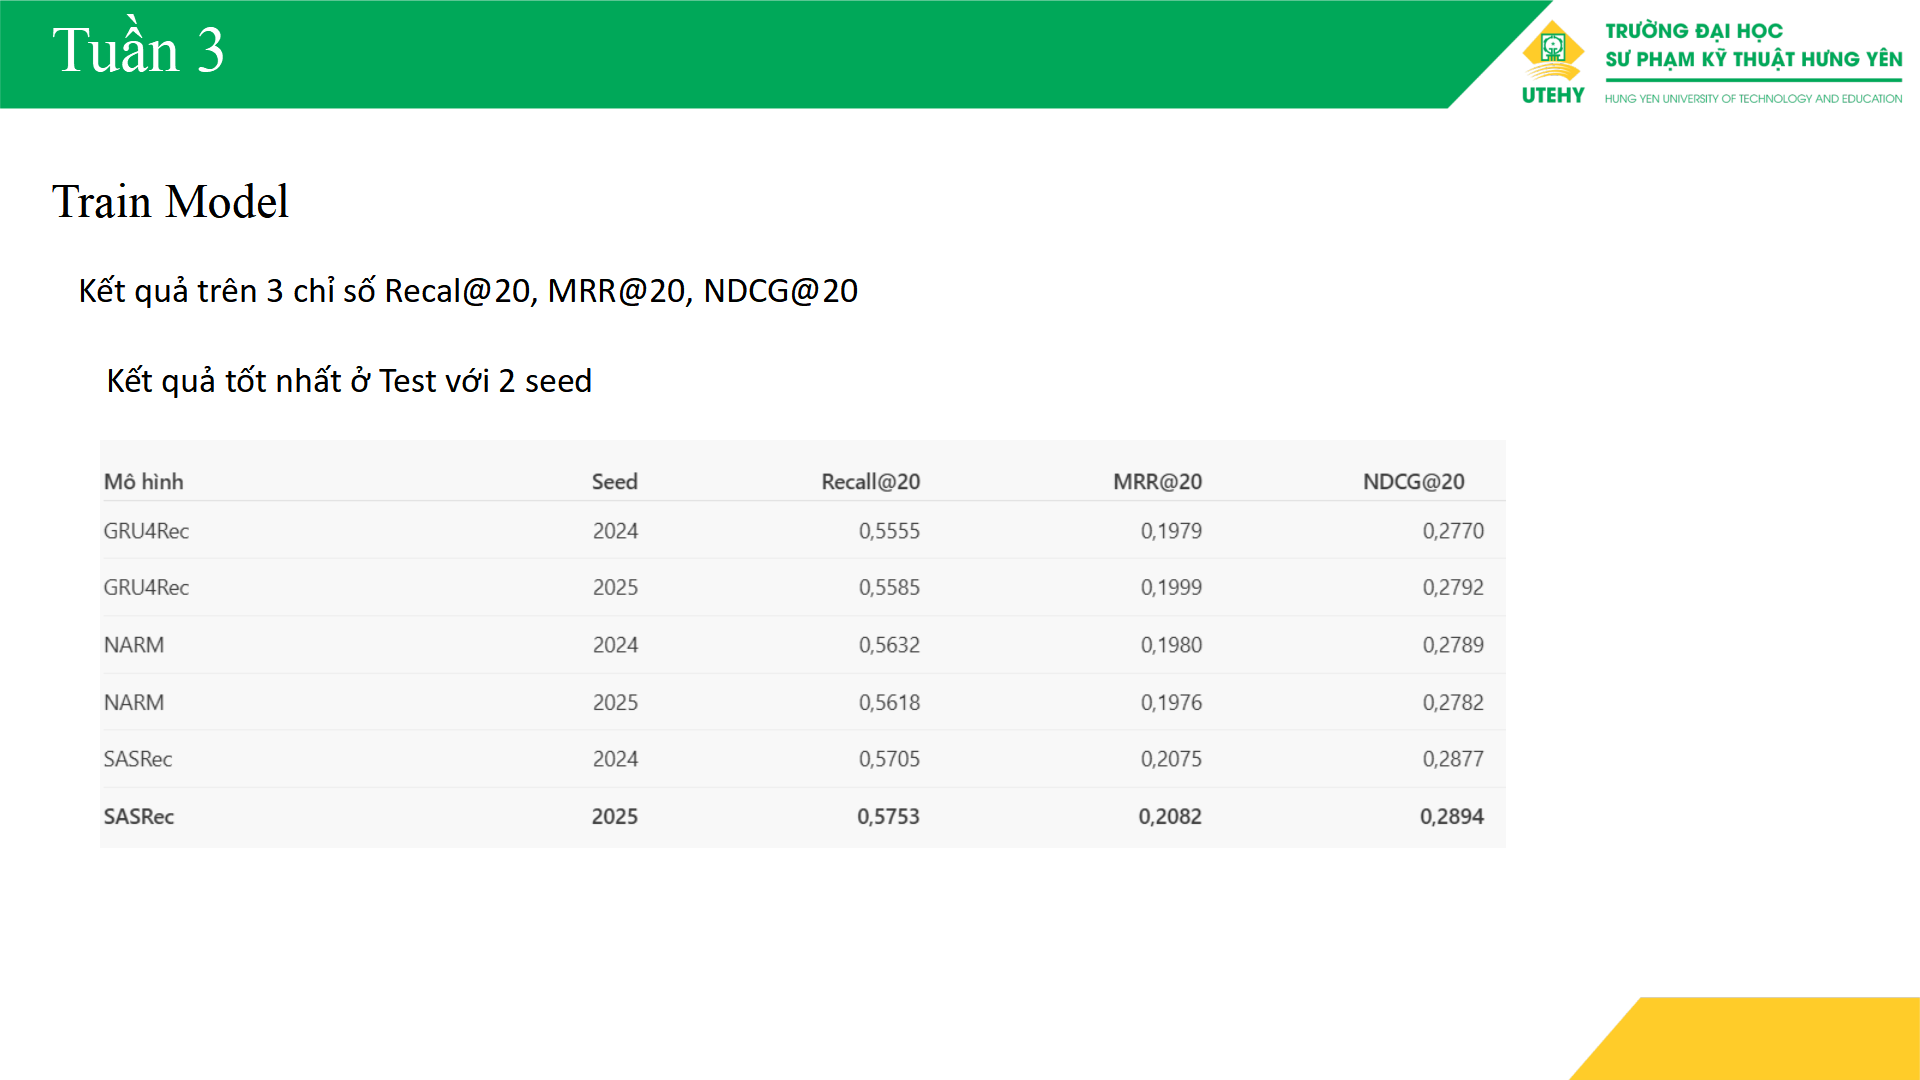 Tuần 3
TRƯỜNG ĐẠI HỌC
SƯ PHẠM KỸ THUẬT HƯNG YÊN
UTEHY
HUNG YEN UNIVERSITY OF TECHNOLOGY AND EDUCATION
Train Model
Kết quả trên 3 chỉ số Recal@20, MRR@20, NDCG@20
Kết quả tốt nhất ở Test với 2 seed
Mô hình Seed Recall@20 MRR@20 NDCG@20
GRU4Rec 2024 0,5555 0,1979 0,2770
GRU4Rec 2025 0,5585 0,1999 0,2792
NARM 2024 0,5632 0,1980 0,2789
NARM 2025 0,5618 0,1976 0,2782
SASRec 2024 0,5705 0,2075 0,2877
SASRec 2025 0,5753 0,2082 0,2894